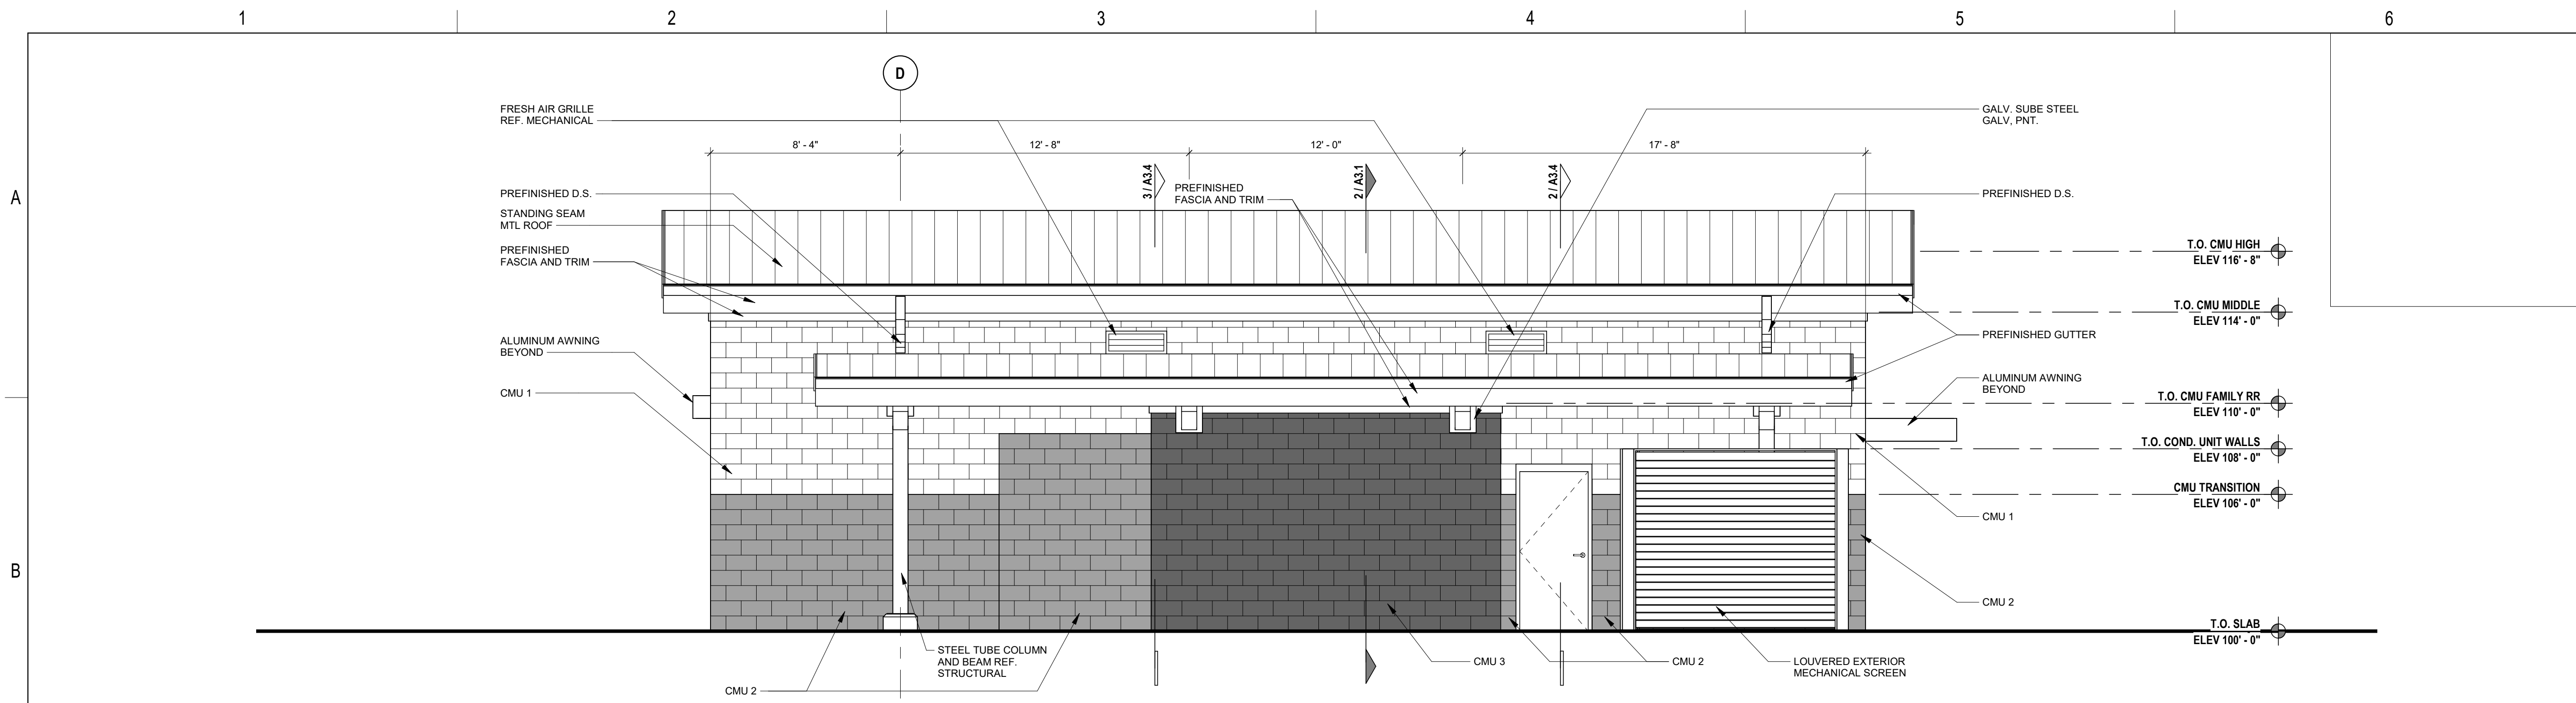 1
2
3
4
5
6
D
FRESH AIR GRILLE
REF. MECHANICAL
GALV. SUBE STEEL
GALV, PNT.
8' - 4"
12' - 8"
12' - 0"
17' - 8"
3 / A3.4
2 / A3.1
2 / A3.4
A
PREFINISHED D.S.
PREFINISHED
FASCIA AND TRIM
PREFINISHED D.S.
STANDING SEAM
MTL ROOF
PREFINISHED
FASCIA AND TRIM
T.O. CMU HIGH
ELEV 116' - 8"
T.O. CMU MIDDLE
ELEV 114' - 0"
ALUMINUM AWNING
BEYOND
PREFINISHED GUTTER
CMU 1
ALUMINUM AWNING
BEYOND
T.O. CMU FAMILY RR
ELEV 110' - 0"
T.O. COND. UNIT WALLS
ELEV 108' - 0"
CMU TRANSITION
ELEV 106' - 0"
CMU 1
B
CMU 2
T.O. SLAB
ELEV 100' - 0"
STEEL TUBE COLUMN
AND BEAM REF.
STRUCTURAL
CMU 3
CMU 2
LOUVERED EXTERIOR
MECHANICAL SCREEN
CMU 2